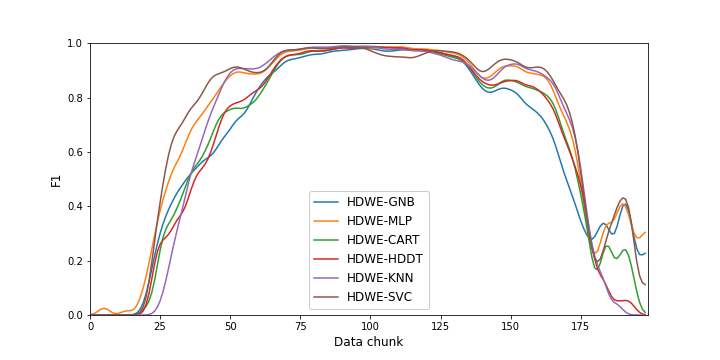 1.0
0.8
0.6
0.4
0.2
0.0
F1
0
25
50
75
100
125
150
175
Data chunk
HDWE-GNB
HDWE-MLP
HDWE-CART
HDWE-HDDT
HDWE-KNN
HDWE-SVC